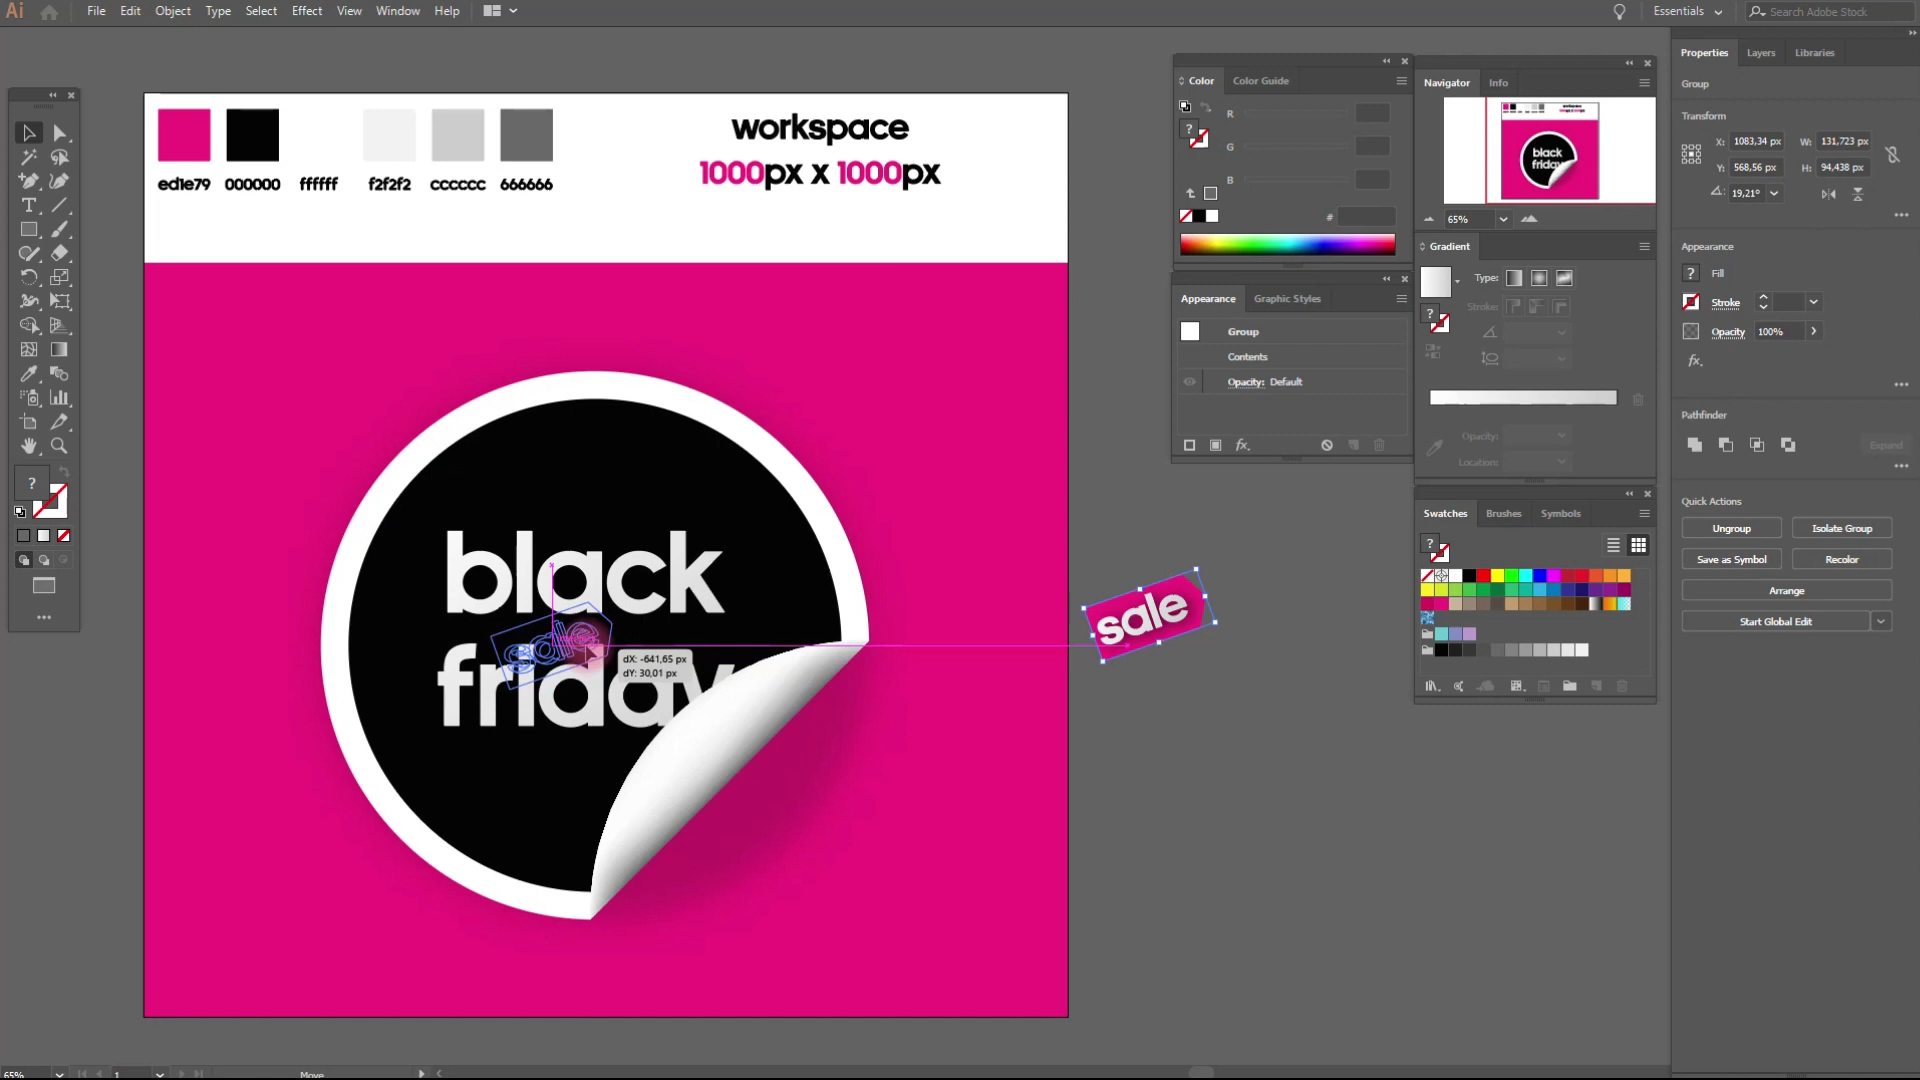 Ai
File Edit Object Type Select Effect View Window Help
Essentials
Search Adobe Stock
workspace
1000px x 1000px
ed1e79 000000 ffffff f2f2f2 cccccc 666666
black
friday
sale
dX: -641,65 px
dY: 30,01 px
Color Color Guide
R
G
B
#
Appearance Graphic Styles
Group
Contents
Opacity: Default
fx.
Navigator Info
black
friday
65%
Gradient
Type:
Stroke:
Opacity:
Location:
Swatches Brushes Symbols
Properties Layers Libraries
Group
Transform
X: 1083,34 px W: 131,723 px
Y: 568,56 px H: 94,438 px
19,21°
Appearance
? Fill
Stroke
Opacity 100%
fx.
Pathfinder
Expand
Quick Actions
Ungroup Isolate Group
Save as Symbol Recolor
Arrange
Start Global Edit
65% 1 Move